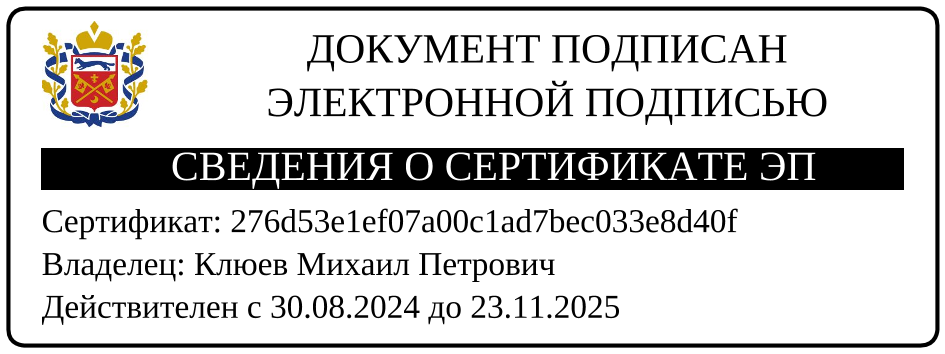 ДОКУМЕНТ ПОДПИСАН
ЭЛЕКТРОННОЙ ПОДПИСЬЮ
СВЕДЕНИЯ О СЕРТИФИКАТЕ ЭП
Сертификат: 276d53e1ef07a00c1ad7bec033e8d40f
Владелец: Клюев Михаил Петрович
Действителен с 30.08.2024 до 23.11.2025